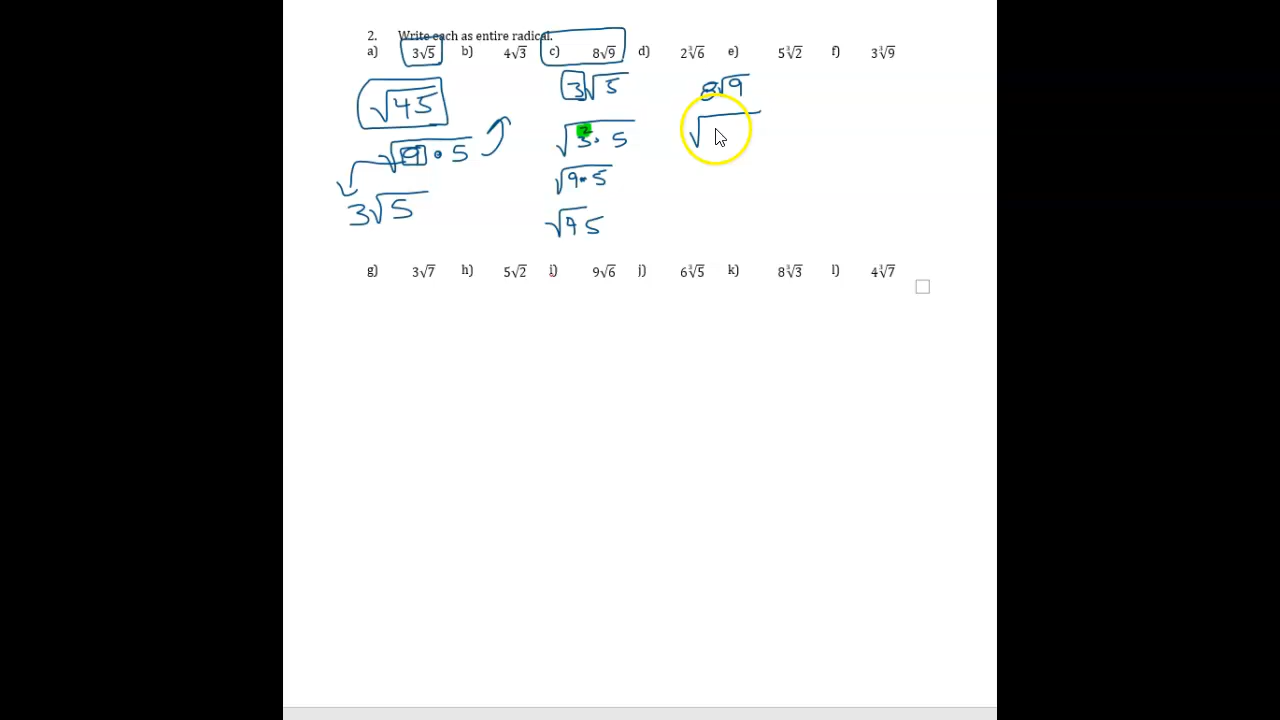 2. Write each as entire radical.
a) 3√5 b) 4√3 c) 8√9 d) 2∛6 e) 5∛2 f) 3∛9
3√5 8√9
√45
√3²·5 √
√9·5
√9·5
3√5
√45
g) 3√7 h) 5√2 i) 9√6 j) 6∛5 k) 8∛3 l) 4∛7